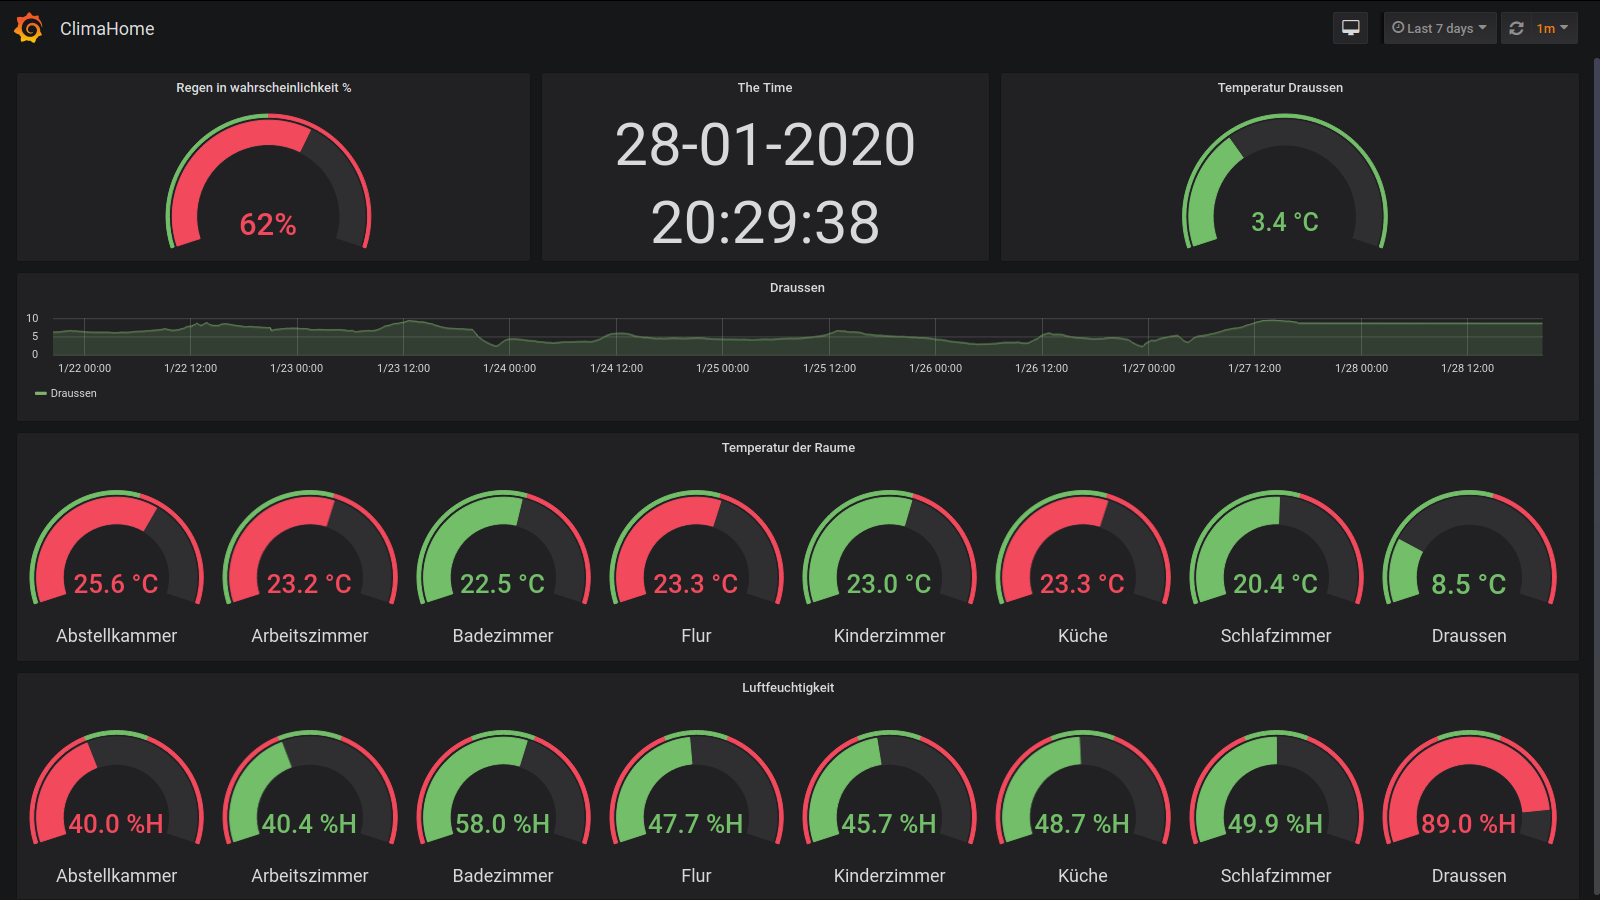 ClimaHome
Last 7 days
1m
Regen in wahrscheinlichkeit %
62%
The Time
28-01-2020
20:29:38
Temperatur Draussen
3.4 °C
Draussen
10
5
0
1/22 00:00 1/22 12:00 1/23 00:00 1/23 12:00 1/24 00:00 1/24 12:00 1/25 00:00 1/25 12:00 1/26 00:00 1/26 12:00 1/27 00:00 1/27 12:00 1/28 00:00 1/28 12:00
Draussen
Temperatur der Raume
25.6 °C 23.2 °C 22.5 °C 23.3 °C 23.0 °C 23.3 °C 20.4 °C 8.5 °C
Abstellkammer Arbeitszimmer Badezimmer Flur Kinderzimmer Küche Schlafzimmer Draussen
Luftfeuchtigkeit
40.0 %H 40.4 %H 58.0 %H 47.7 %H 45.7 %H 48.7 %H 49.9 %H 89.0 %H
Abstellkammer Arbeitszimmer Badezimmer Flur Kinderzimmer Küche Schlafzimmer Draussen